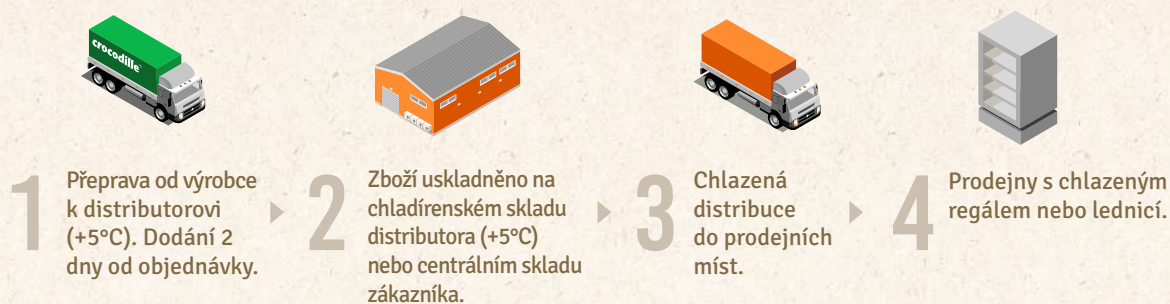 crocodille
1
Přeprava od výrobce
k distributorovi
(+5°C). Dodání 2
dny od objednávky.
2
Zboží uskladněno na
chladírenském skladu
distributora (+5°C)
nebo centrálním skladu
zákazníka.
3
Chlazená
distribuce
do prodejních
míst.
4
Prodejny s chlazeným
regálem nebo lednicí.